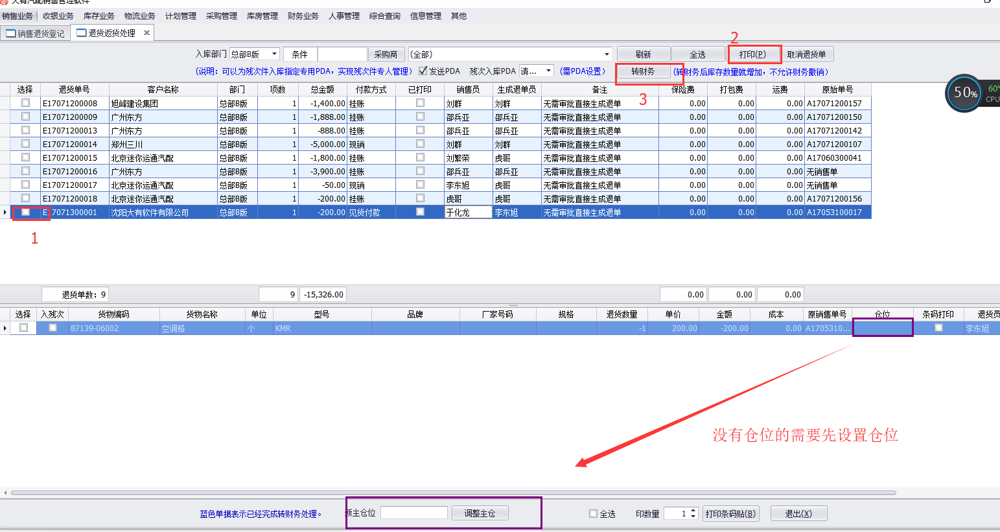 大有汽配销售管理软件
销售业务 收银业务 库存业务 物流业务 计划管理 采购管理 库房管理 财务业务 人事管理 综合查询 信息管理 其他
销售退货登记 退货返货处理
2
入库部门 总部B版 条件 采购商 (全部) 刷新 全选 打印(P) 取消退货单
(说明：可以为残次件入库指定专用PDA，实现残次件专人管理) 发送PDA 残次入库PDA 请... (需PDA设置) 转财务 (转财务后库存数量就增加，不允许财务撤销)
选择 退货单号 客户名称 部门 项数 总金额 付款方式 已打印 销售员 生成退单员 备注 保险费 打包费 运费 原始单号
E17071200008 旭峰建设集团 总部B版 1 -1,400.00 挂账 刘群 刘群 无需审批直接生成退单 0.00 0.00 0.00 A17071200157
E17071200009 广州东方 总部B版 1 -1,888.00 挂账 邵兵亚 邵兵亚 无需审批直接生成退单 0.00 0.00 0.00 A17071200150
E17071200013 广州东方 总部B版 1 -888.00 挂账 邵兵亚 邵兵亚 无需审批直接生成退单 0.00 0.00 0.00 A17071200142
E17071200014 郑州三川 总部B版 1 -5,000.00 现销 刘群 刘群 无需审批直接生成退单 0.00 0.00 0.00 A17071200107
E17071200015 北京迷你运通汽配 总部B版 1 -1,800.00 挂账 刘繁荣 虎哥 无需审批直接生成退单 0.00 0.00 0.00 A17060300041
E17071200016 广州东方 总部B版 1 -3,900.00 挂账 邵兵亚 邵兵亚 无需审批直接生成退单 0.00 0.00 0.00 无销售单
E17071200017 北京迷你运通汽配 总部B版 1 -50.00 现销 李东旭 虎哥 无需审批直接生成退单 0.00 0.00 0.00 无销售单
E17071200018 北京迷你运通汽配 总部B版 1 -200.00 挂账 虎哥 虎哥 无需审批直接生成退单 0.00 0.00 0.00 A17071200156
E17071300001 沈阳大有软件有限公司 总部B版 1 -200.00 见货付款 于化龙 李东旭 无需审批直接生成退单 0.00 0.00 0.00 A17053100017
3
50% 60°
CPU
1
退货单数：9 9 -15,326.00 0.00 0.00 0.00
选择 入残次 货物编码 货物名称 单位 型号 品牌 厂家号码 规格 退货数量 单价 金额 成本 原销售单号 仓位 条码打印 退货员
87139-06002 空调格 个 KMR -1 200.00 -200.00 0.00 A1705310... 李东旭
没有仓位的需要先设置仓位
蓝色单据表示已经完成转财务处理。 新主仓位 调整主仓 全选 印数量 1 打印条码贴(B) 退出(X)